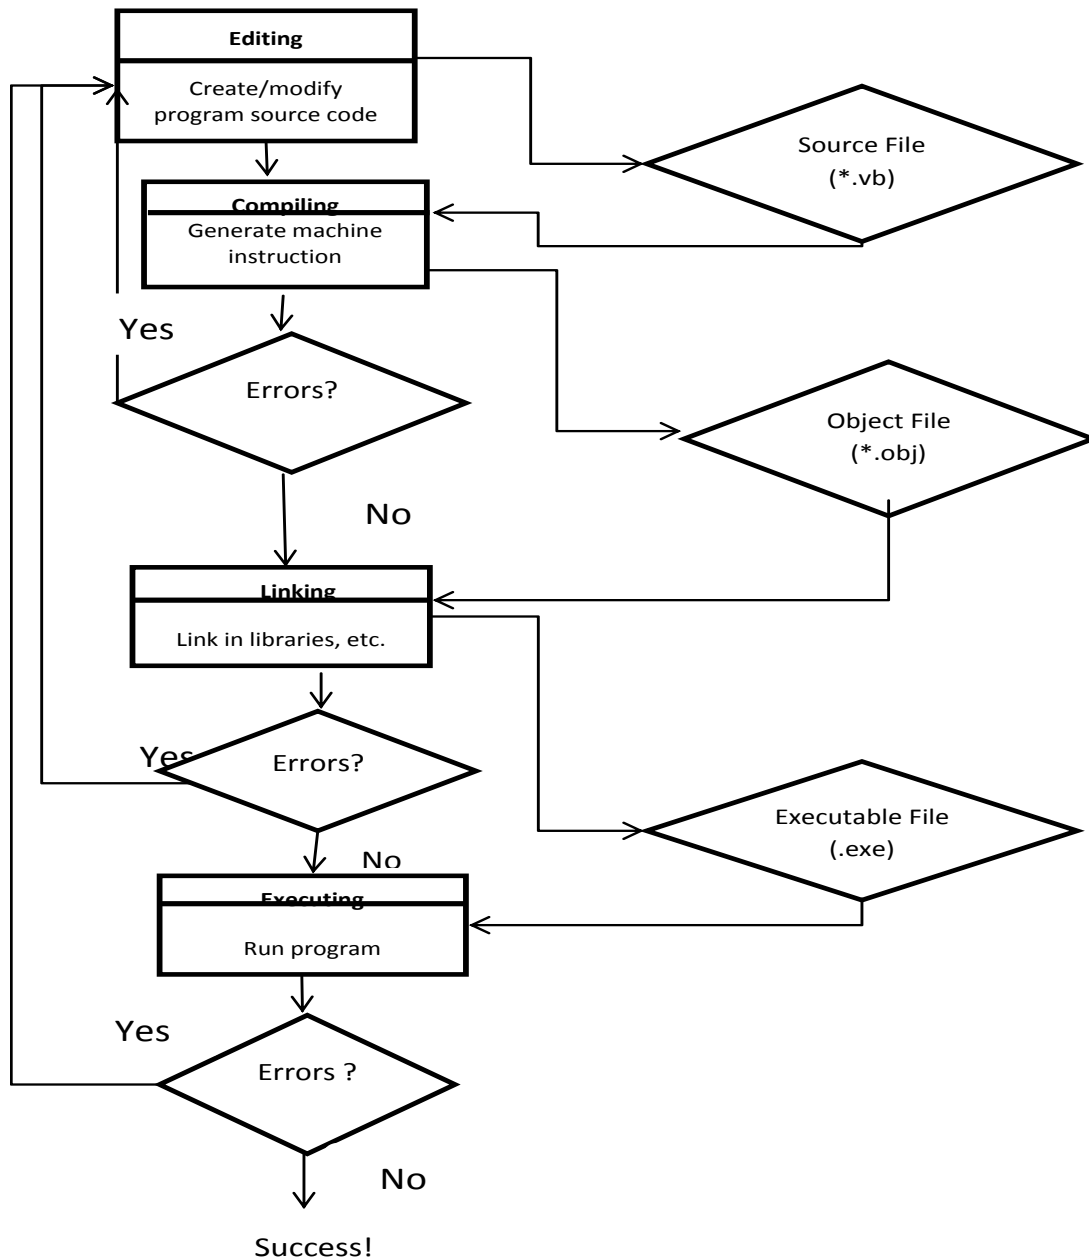 Editing
Create/modify
program source code
Source File
(*.vb)
Compiling
Generate machine
instruction
Yes
Errors?
Object File
(*.obj)
No
Linking
Link in libraries, etc.
Yes
Errors?
Executable File
(.exe)
No
Executing
Run program
Yes
Errors ?
No
Success!